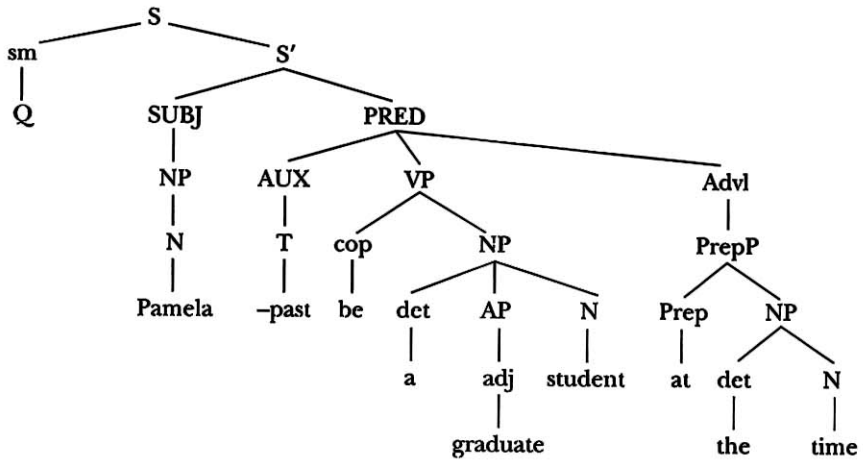 S
sm S′
Q SUBJ PRED
NP AUX VP Advl
N T cop NP PrepP
Pamela –past be det AP N Prep NP
a adj student at det N
graduate the time